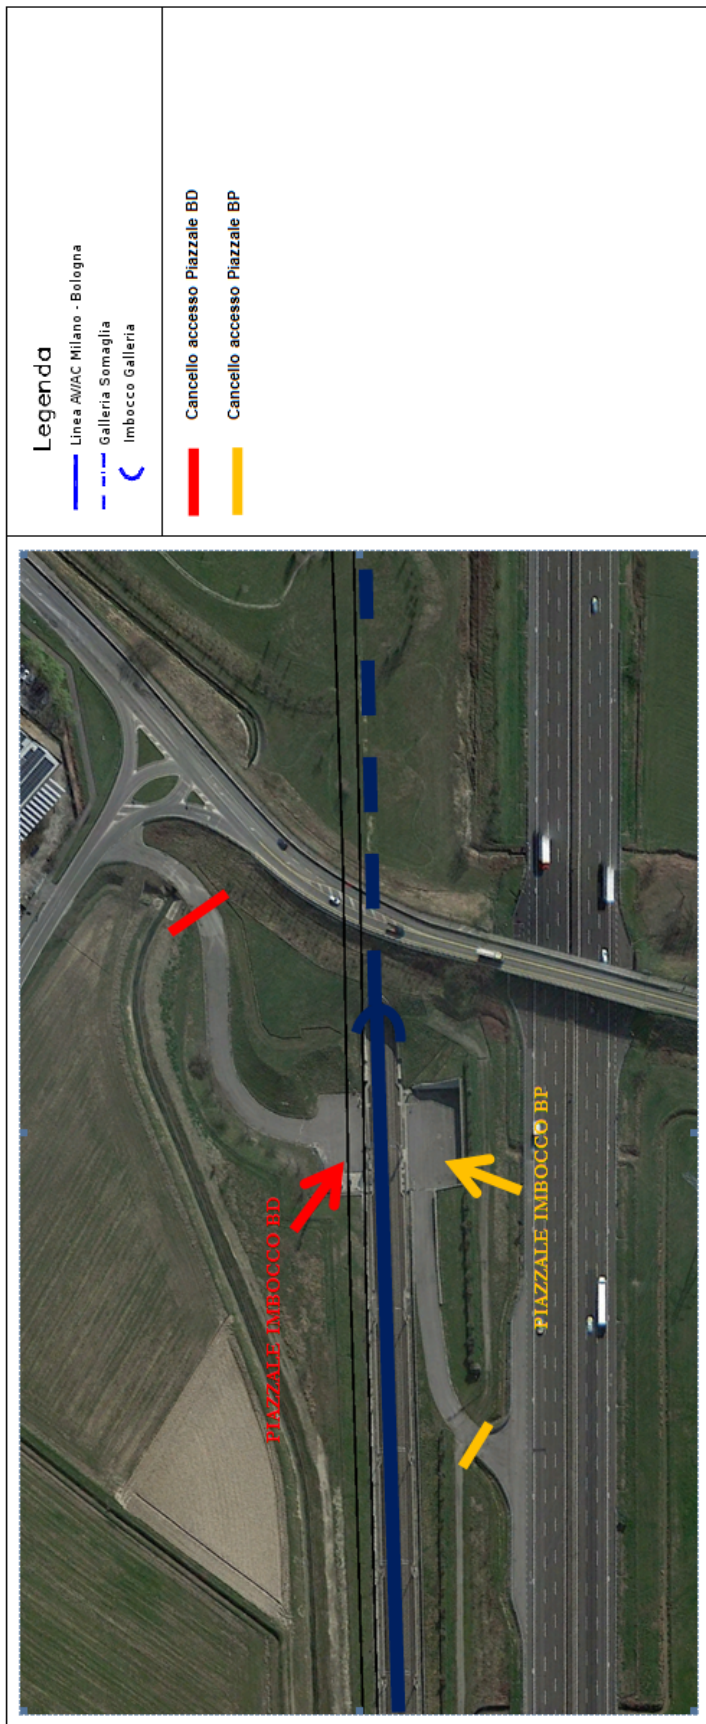 Legenda
Linea AV/AC Milano - Bologna
Galleria Somaglia
Imbocco Galleria
Cancello accesso Piazzale BD
Cancello accesso Piazzale BP
PIAZZALE IMBOCCO BD
PIAZZALE IMBOCCO BP